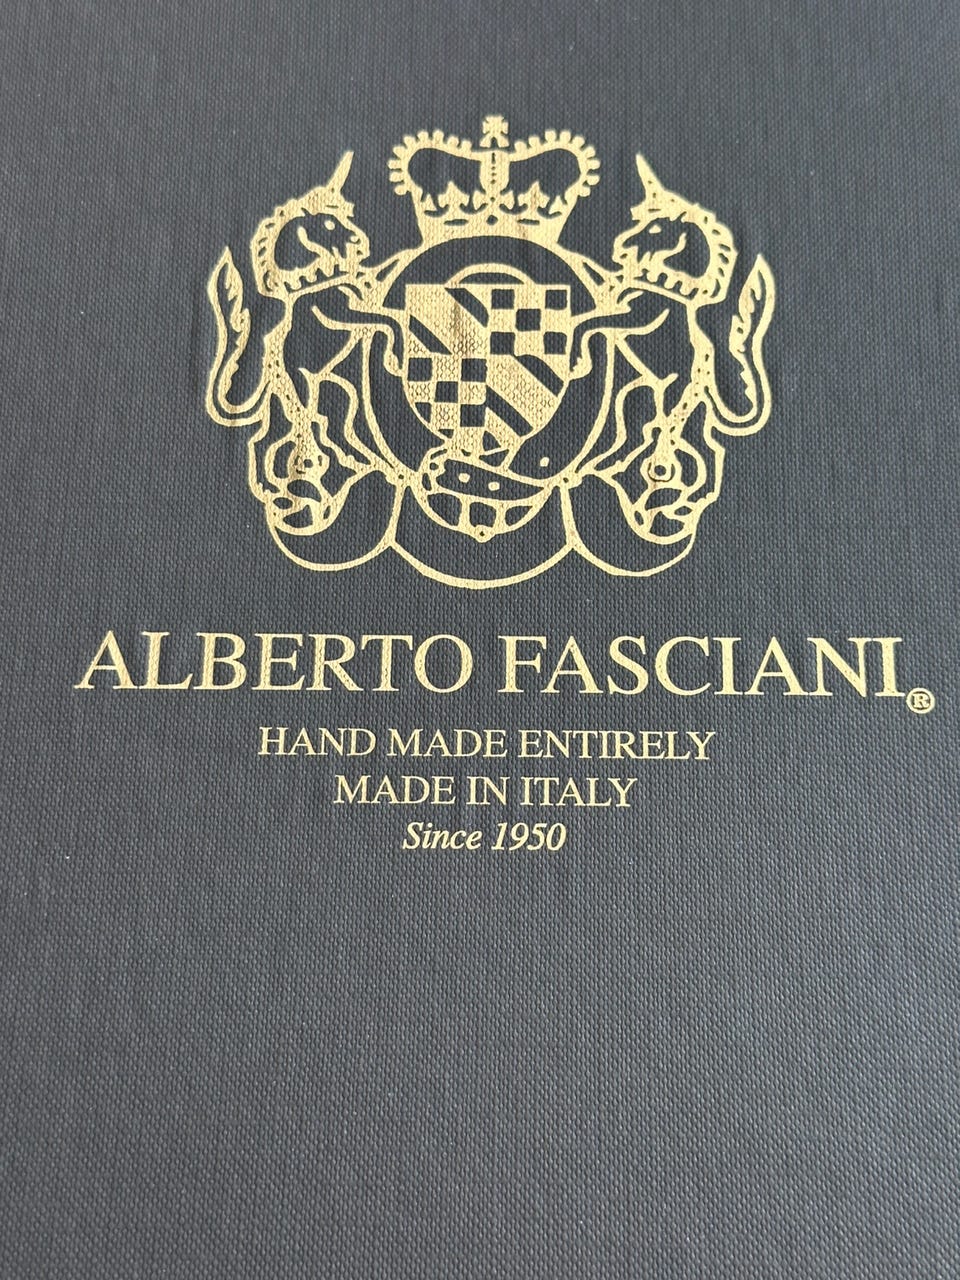 ALBERTO FASCIANI®
HAND MADE ENTIRELY
MADE IN ITALY
Since 1950